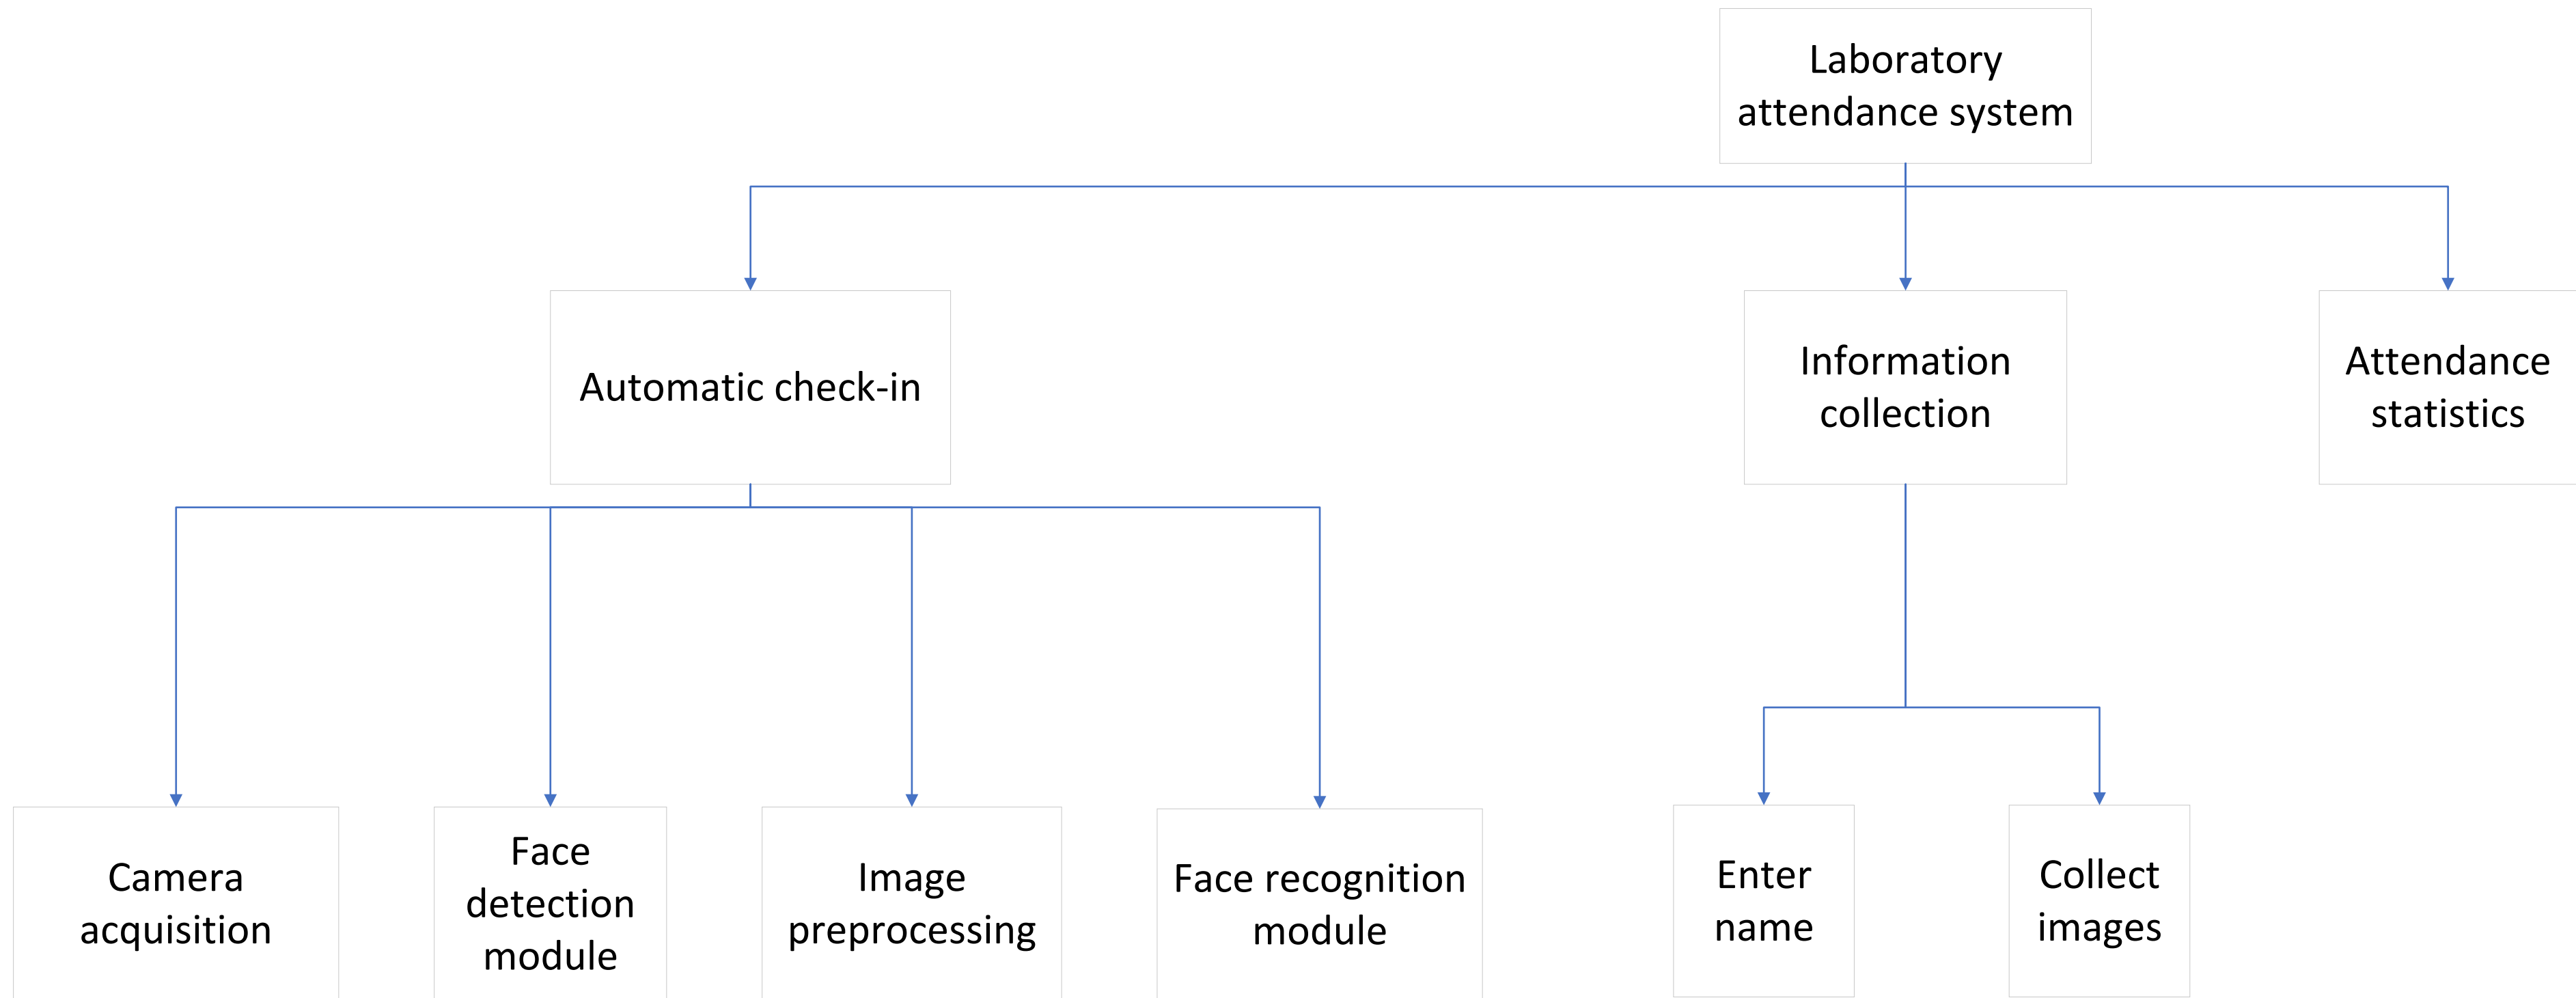 Laboratory
attendance system
Automatic check-in
Information
collection
Attendance
statistics
Camera
acquisition
Face
detection
module
Image
preprocessing
Face recognition
module
Enter
name
Collect
images